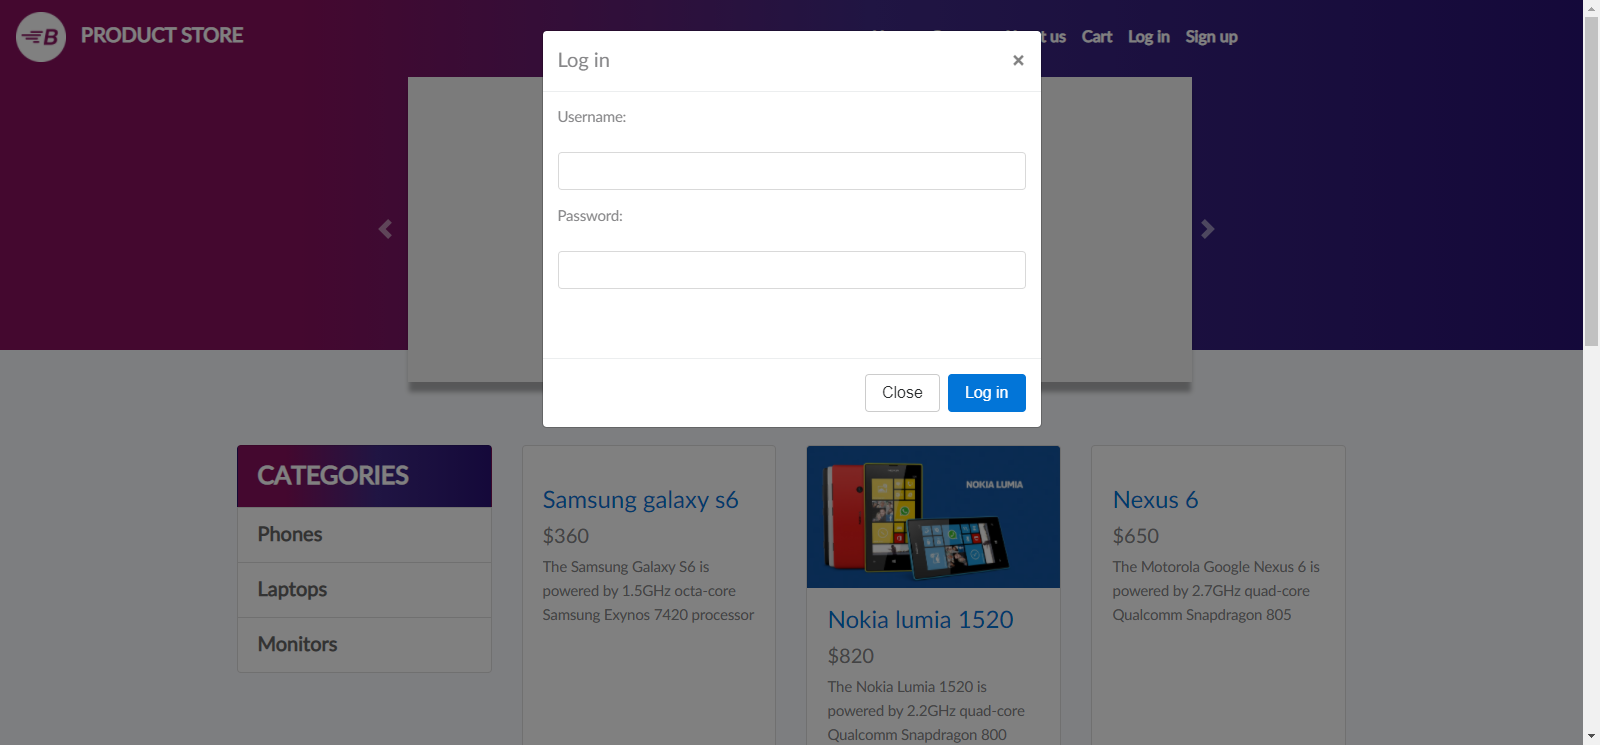 PRODUCT STORE
Cart
Log in
Sign up
us
Log in
×
Username:
Password:
Close
Log in
CATEGORIES
Phones
Laptops
Monitors
Samsung galaxy s6
$360
The Samsung Galaxy S6 is
powered by 1.5GHz octa-core
Samsung Exynos 7420 processor
NOKIA LUMIA
Nokia lumia 1520
$820
The Nokia Lumia 1520 is
powered by 2.2GHz quad-core
Qualcomm Snapdragon 800
Nexus 6
$650
The Motorola Google Nexus 6 is
powered by 2.7GHz quad-core
Qualcomm Snapdragon 805